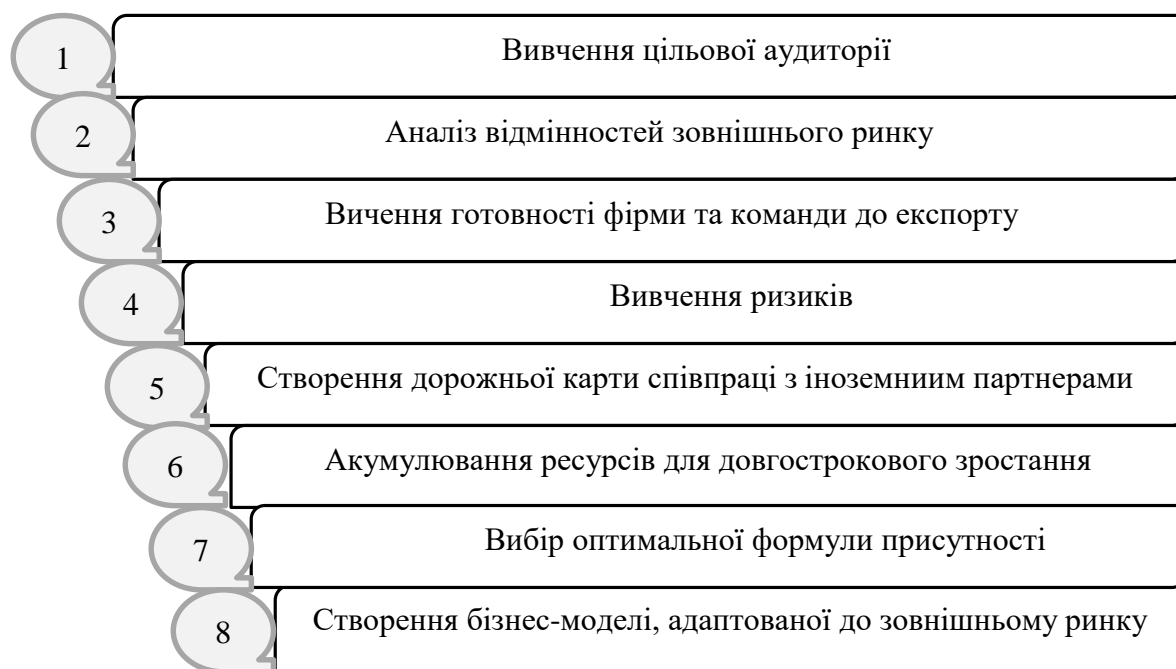 1 Вивчення цільової аудиторії
2 Аналіз відмінностей зовнішнього ринку
3 Вичення готовності фірми та команди до експорту
4 Вивчення ризиків
5 Створення дорожньої карти співпраці з іноземниим партнерами
6 Акумулювання ресурсів для довгострокового зростання
7 Вибір оптимальної формули присутності
8 Створення бізнес-моделі, адаптованої до зовнішньому ринку